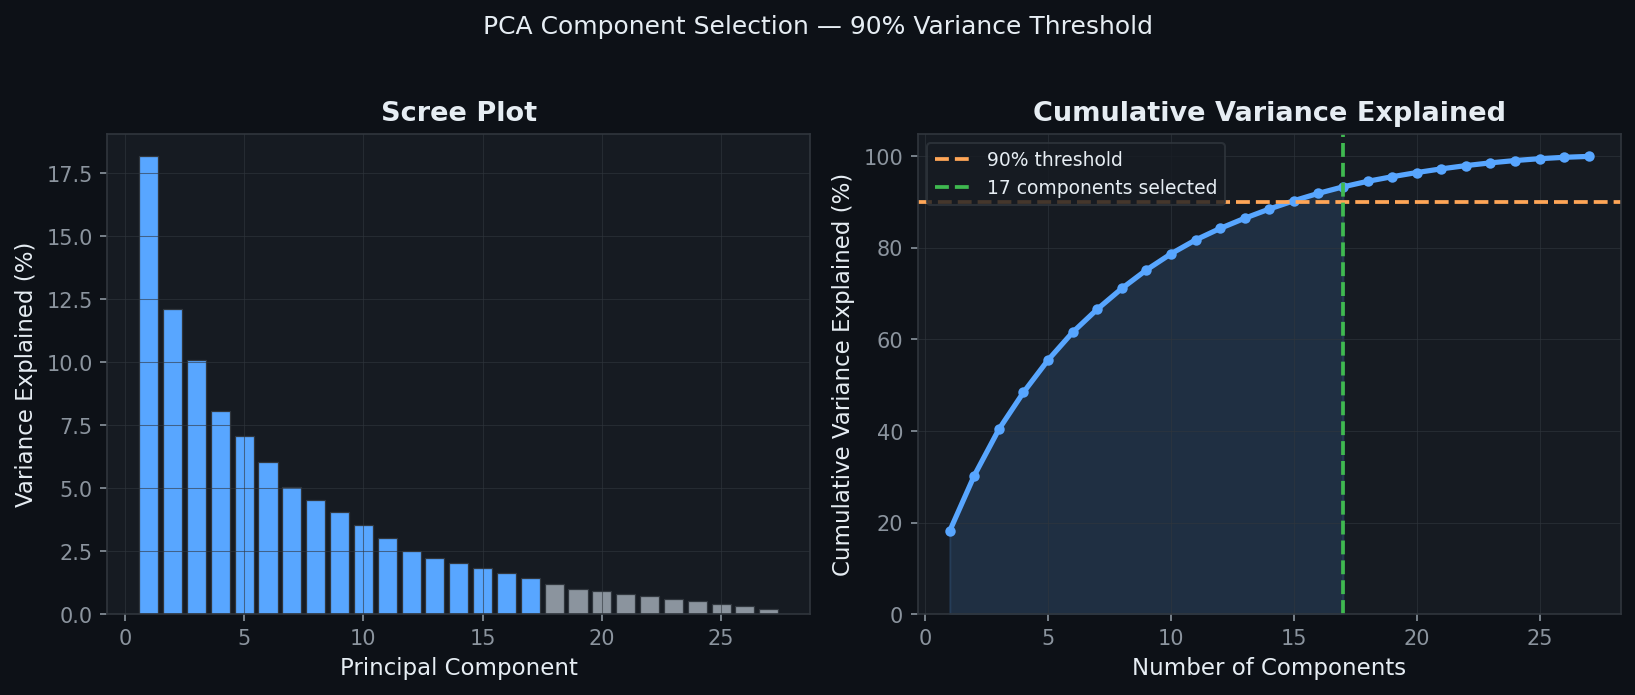 PCA Component Selection — 90% Variance Threshold
Scree Plot
Variance Explained (%)
17.5
15.0
12.5
10.0
7.5
5.0
2.5
0.0
0 5 10 15 20 25
Principal Component
Cumulative Variance Explained
90% threshold
17 components selected
Cumulative Variance Explained (%)
100
80
60
40
20
0
0 5 10 15 20 25
Number of Components